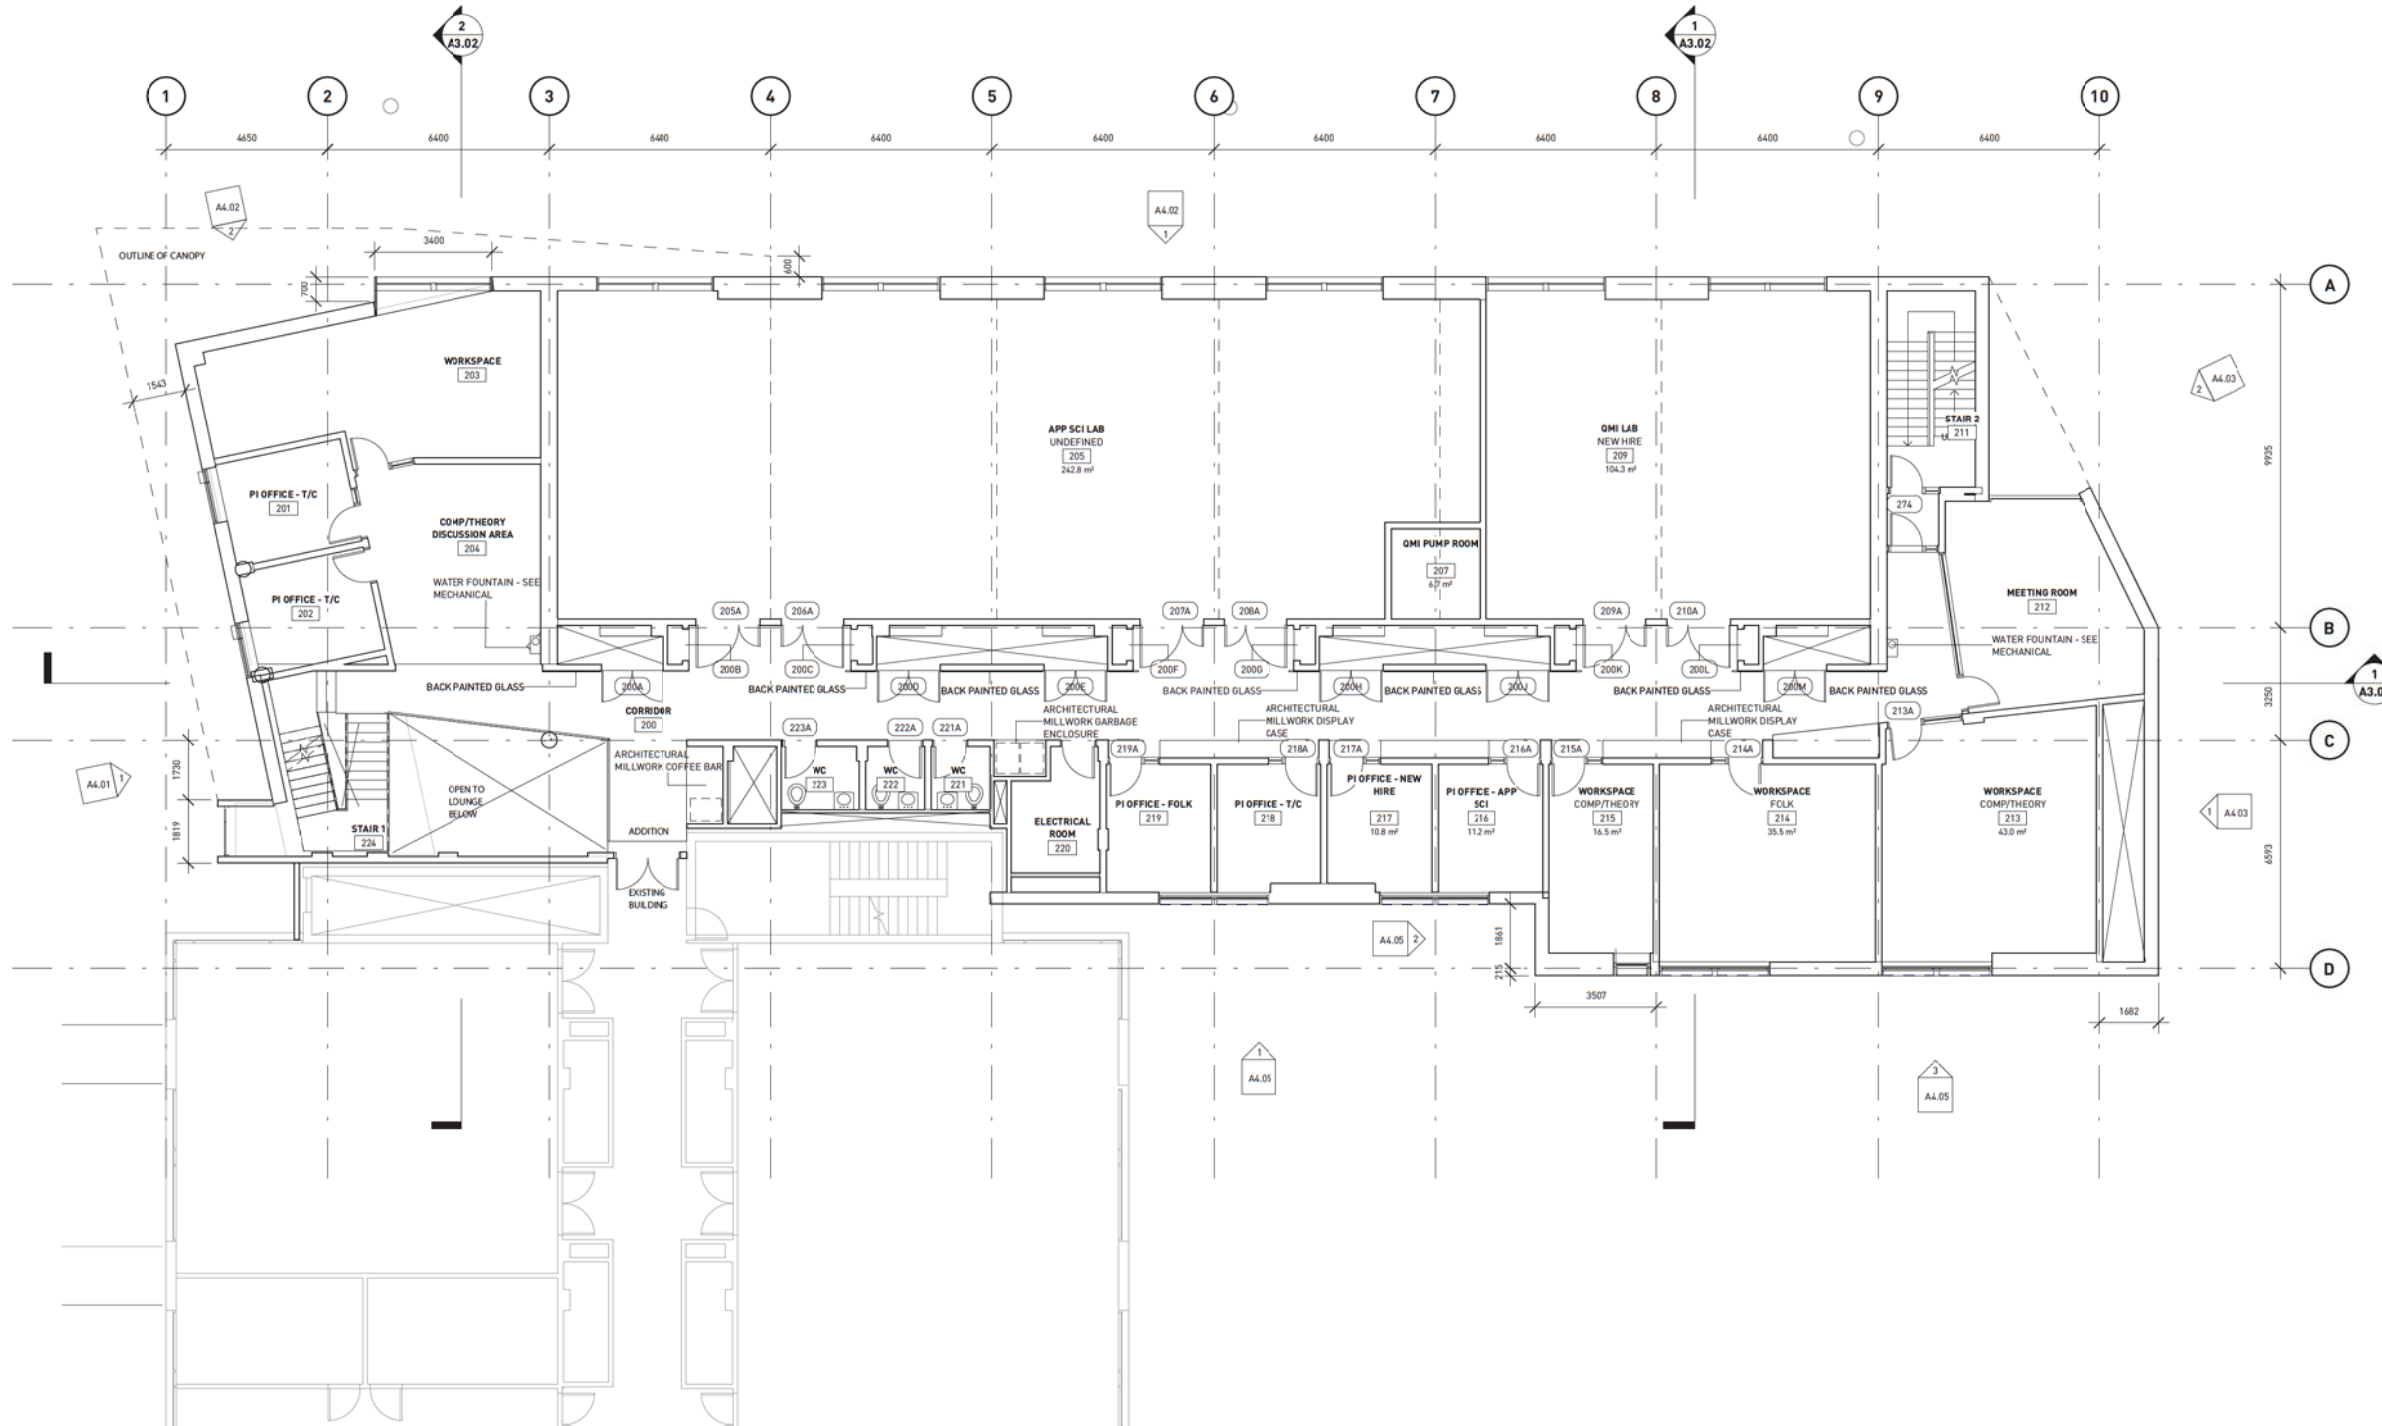 2
A3.02
1
A3.02
1
2
3
4
5
6
7
8
9
10
4650
6400
6400
6400
6400
6400
6400
6400
6400
A4.02
2
A4.02
1
OUTLINE OF CANOPY
3400
700
600
A
WORKSPACE
203
1543
A4.03
2
APP SCI LAB
UNDEFINED
205
242.8 m²
QMI LAB
NEW HIRE
209
104.3 m²
STAIR 2
211
U
9935
PI OFFICE - T/C
201
COMP/THEORY
DISCUSSION AREA
204
274
QMI PUMP ROOM
207
6.7 m²
WATER FOUNTAIN - SEE
MECHANICAL
PI OFFICE - T/C
202
MEETING ROOM
212
205A
206A
207A
208A
209A
210A
B
WATER FOUNTAIN - SEE
MECHANICAL
200B
200C
200F
200G
200K
200L
BACK PAINTED GLASS
200A
BACK PAINTED GLASS
200D
BACK PAINTED GLASS
200E
BACK PAINTED GLASS
200H
BACK PAINTED GLASS
200J
BACK PAINTED GLASS
200M
BACK PAINTED GLASS
1
A3.0
3250
CORRIDOR
200
ARCHITECTURAL
MILLWORK GARBAGE
ENCLOSURE
ARCHITECTURAL
MILLWORK DISPLAY
CASE
ARCHITECTURAL
MILLWORK DISPLAY
CASE
213A
223A
222A
221A
C
219A
218A
217A
216A
215A
214A
ARCHITECTURAL
MILLWORK COFFEE BAR
1730
A4.01
1
WC
223
WC
222
WC
221
OPEN TO
LOUNGE
BELOW
PI OFFICE - FOLK
219
PI OFFICE - T/C
218
PI OFFICE - NEW
HIRE
217
10.8 m²
PI OFFICE - APP
SCI
216
11.2 m²
WORKSPACE
COMP/THEORY
215
16.5 m²
WORKSPACE
FOLK
214
35.5 m²
WORKSPACE
COMP/THEORY
213
43.0 m²
1
A4.03
1819
STAIR 1
224
ADDITION
ELECTRICAL
ROOM
220
6593
EXISTING
BUILDING
A4.05
2
1861
215
D
3507
1682
1
A4.05
3
A4.05